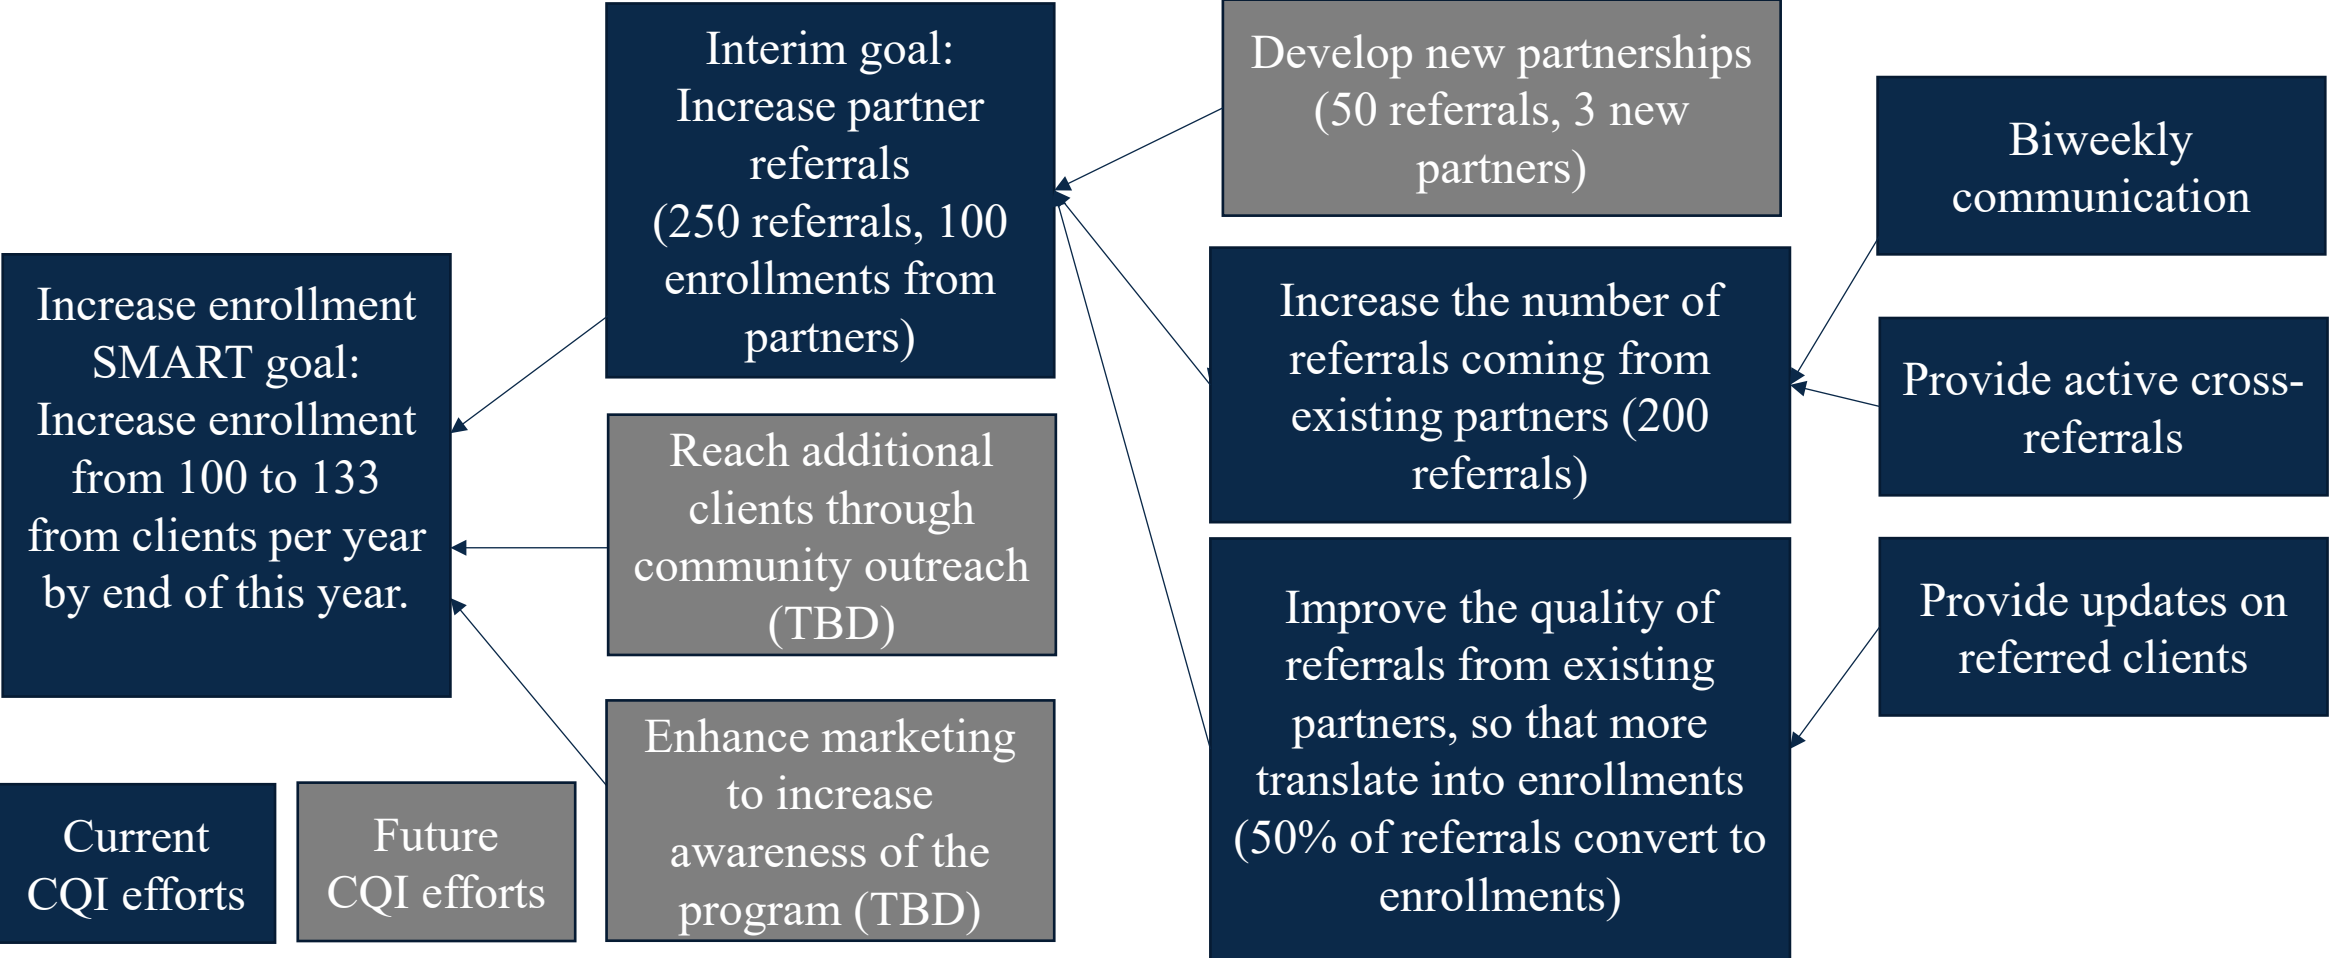 Increase enrollment
SMART goal:
Increase enrollment
from 100 to 133
from clients per year
by end of this year.
Interim goal:
Increase partner
referrals
(250 referrals, 100
enrollments from
partners)
Reach additional
clients through
community outreach
(TBD)
Enhance marketing
to increase
awareness of the
program (TBD)
Develop new partnerships
(50 referrals, 3 new
partners)
Increase the number of
referrals coming from
existing partners (200
referrals)
Improve the quality of
referrals from existing
partners, so that more
translate into enrollments
(50% of referrals convert to
enrollments)
Biweekly
communication
Provide active cross-
referrals
Provide updates on
referred clients
Current
CQI efforts
Future
CQI efforts